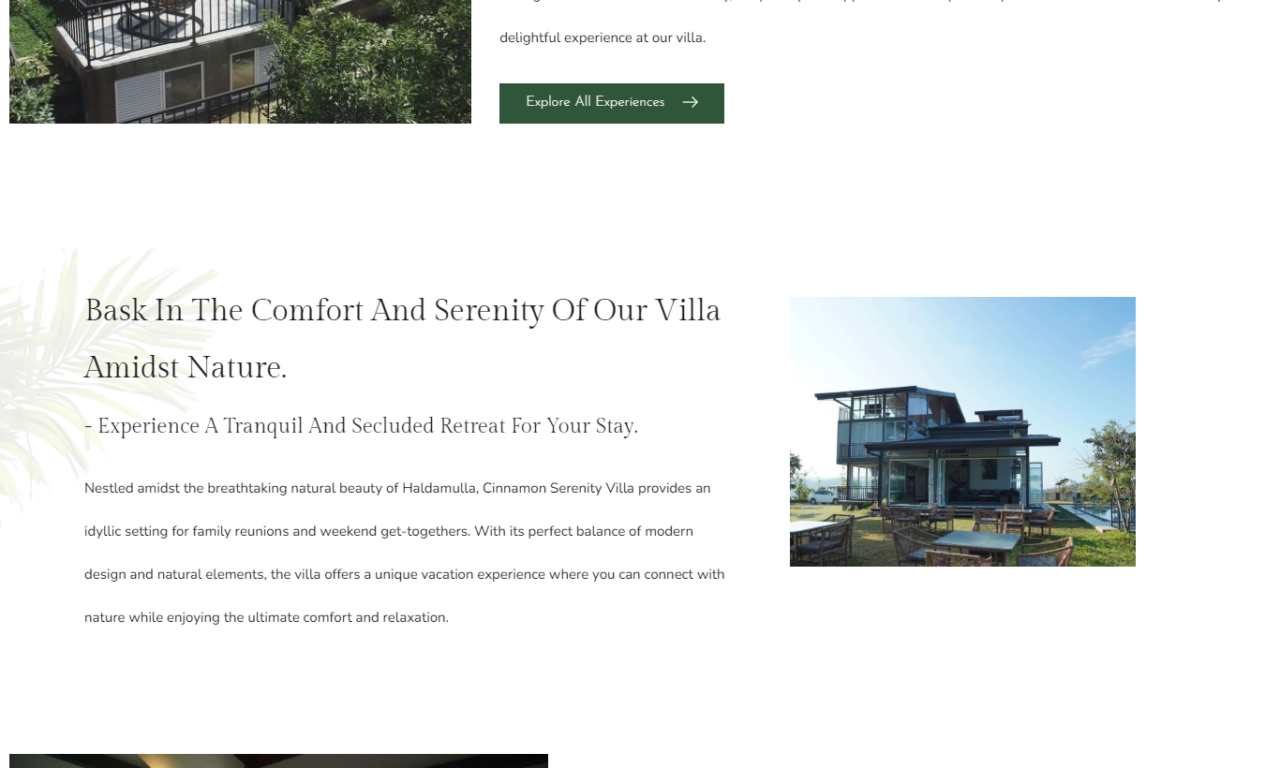 delightful experience at our villa.
Explore All Experiences
Bask In The Comfort And Serenity Of Our Villa
Amidst Nature.
- Experience A Tranquil And Secluded Retreat For Your Stay.
Nestled amidst the breathtaking natural beauty of Haldamulla, Cinnamon Serenity Villa provides an
idyllic setting for family reunions and weekend get-togethers. With its perfect balance of modern
design and natural elements, the villa offers a unique vacation experience where you can connect with
nature while enjoying the ultimate comfort and relaxation.